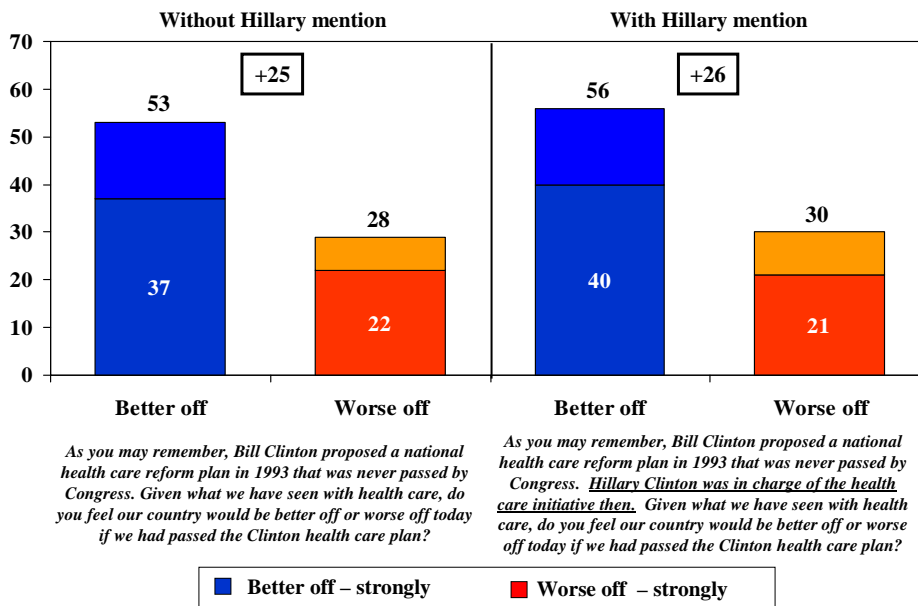 Without Hillary mention
With Hillary mention
70
60
50
40
30
20
10
0
+25
53
37
28
22
+26
56
40
30
21
Better off
Worse off
Better off
Worse off
As you may remember, Bill Clinton proposed a national
health care reform plan in 1993 that was never passed by
Congress. Given what we have seen with health care, do
you feel our country would be better off or worse off today
if we had passed the Clinton health care plan?
As you may remember, Bill Clinton proposed a national
health care reform plan in 1993 that was never passed by
Congress. Hillary Clinton was in charge of the health
care initiative then. Given what we have seen with health
care, do you feel our country would be better off or worse
off today if we had passed the Clinton health care plan?
Better off – strongly
Worse off – strongly